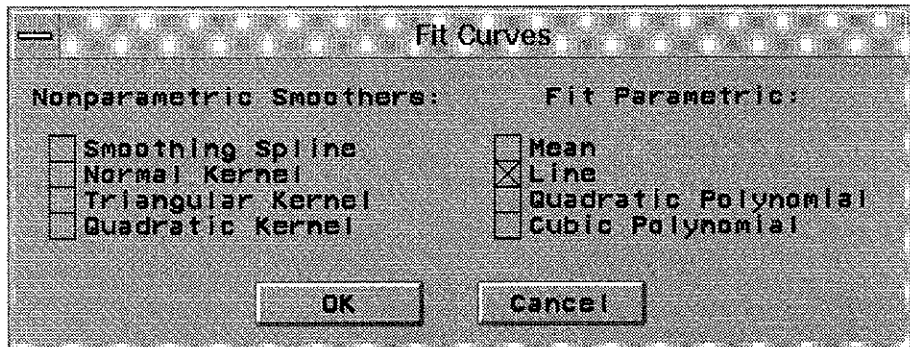 Fit Curves
Nonparametric Smoothers:
Smoothing Spline
Normal Kernel
Triangular Kernel
Quadratic Kernel
Fit Parametric:
Mean
Line
Quadratic Polynomial
Cubic Polynomial
OK
Cancel